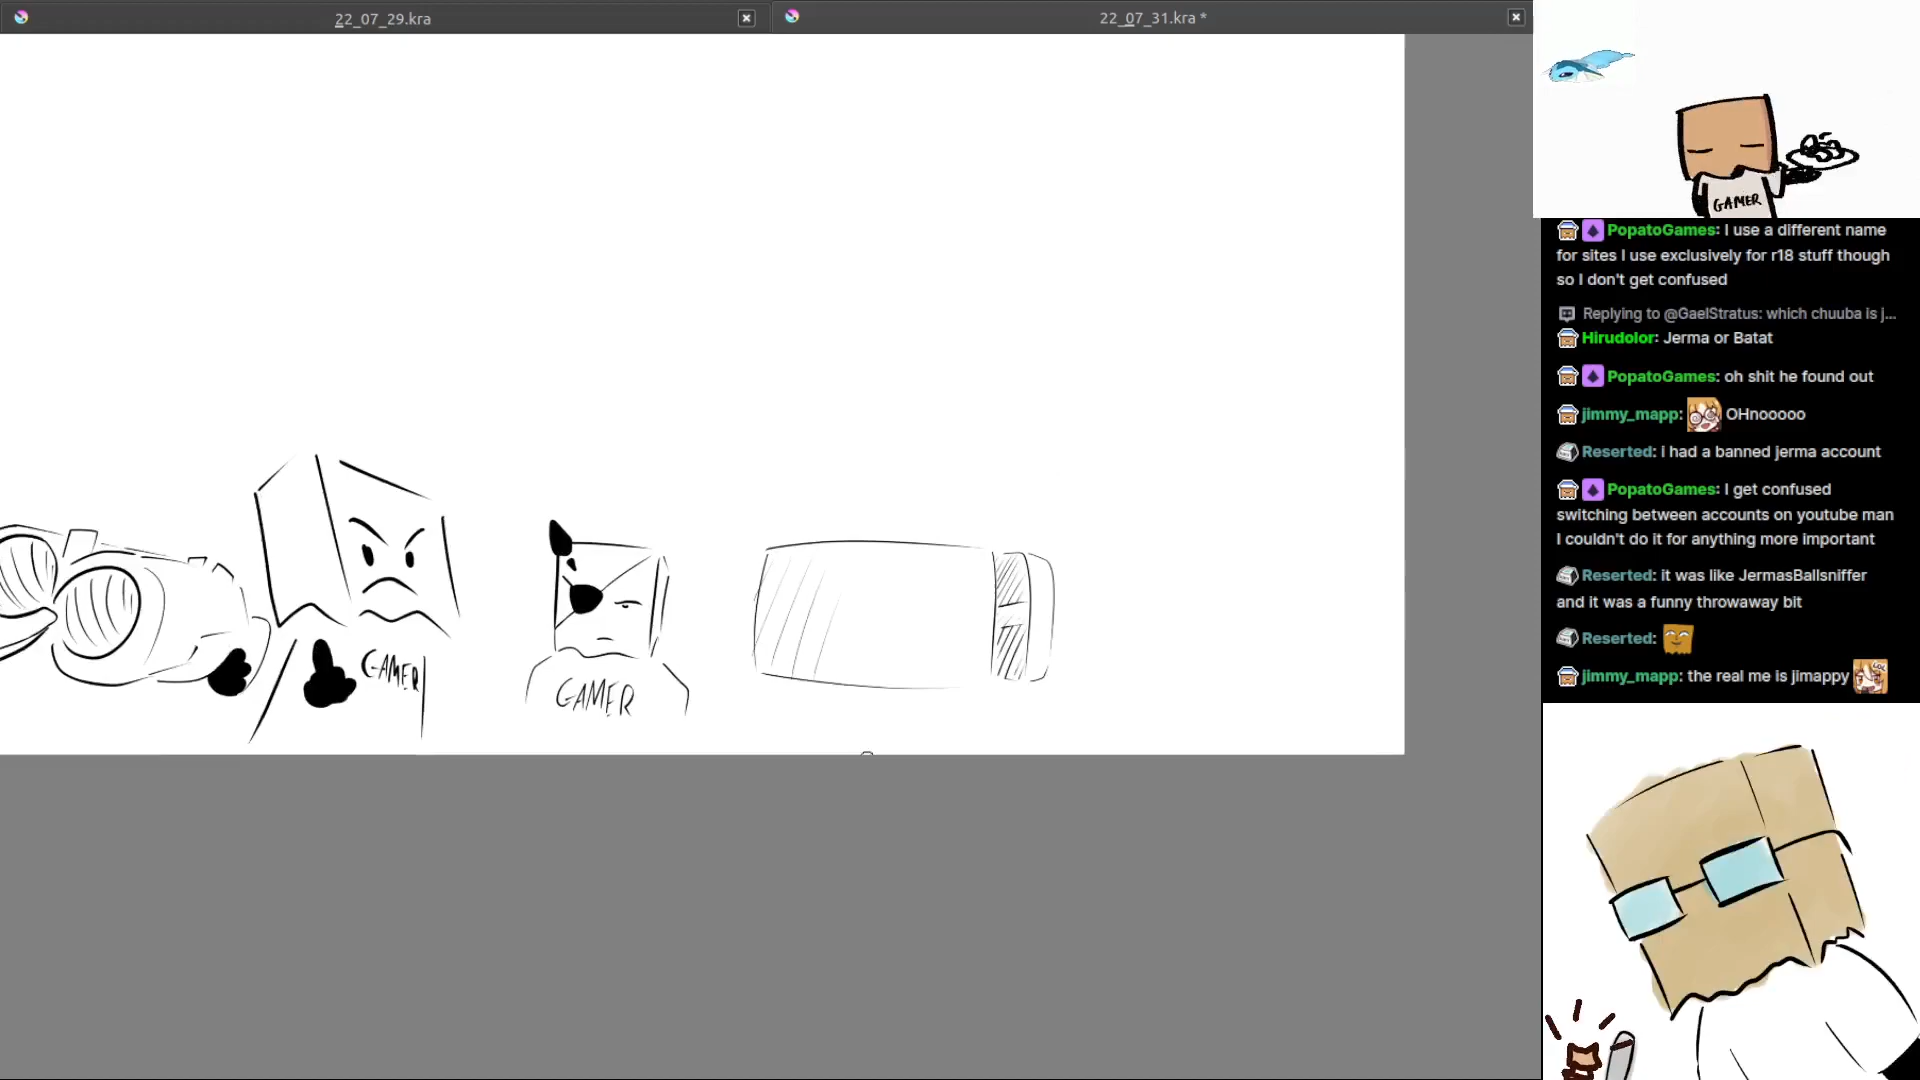 22_07_29.kra
22_07_31.kra *
GAMER
PopatoGames: I use a different name
for sites I use exclusively for r18 stuff though
so I don't get confused
Replying to @GaelStratus: which chuuba is j...
Hirudolor: Jerma or Batat
PopatoGames: oh shit he found out
jimmy_mapp: OHnooooo
Reserted: i had a banned jerma account
PopatoGames: I get confused
switching between accounts on youtube man
I couldn't do it for anything more important
Reserted: it was like JermasBallsniffer
and it was a funny throwaway bit
Reserted:
jimmy_mapp: the real me is jimappy
LOL
GAMER
GAMER